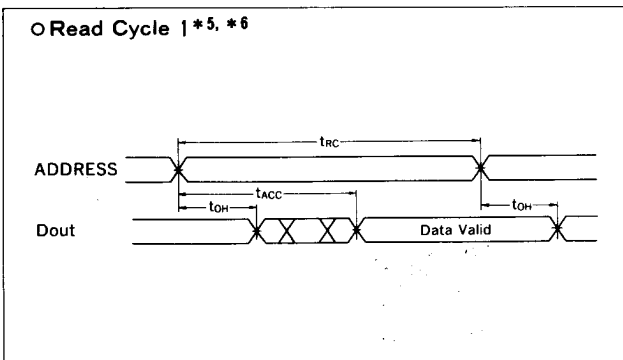 ○ Read Cycle 1 *5, *6
tRC
ADDRESS
tACC
tOH
tOH
Dout
Data Valid